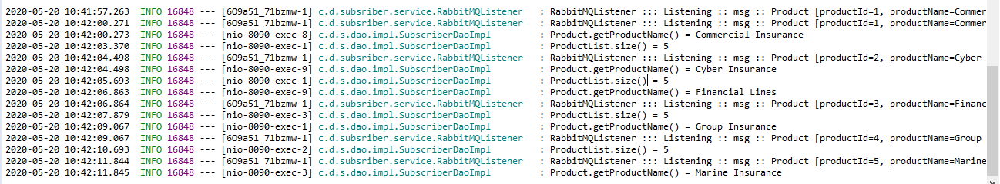 2020-05-20 10:41:57.263 INFO 16848 --- [6O9a51_71bzmw-1] c.d.subsriber.service.RabbitMQListener : RabbitMQListener ::: Listening :: msg :: Product [productId=1, productName=Commer
2020-05-20 10:42:00.271 INFO 16848 --- [6O9a51_71bzmw-1] c.d.subsriber.service.RabbitMQListener : RabbitMQListener ::: Listening :: msg :: Product [productId=1, productName=Commer
2020-05-20 10:42:00.273 INFO 16848 --- [nio-8090-exec-8] c.d.s.dao.impl.SubscriberDaoImpl : Product.getProductName() = Commercial Insurance
2020-05-20 10:42:03.370 INFO 16848 --- [nio-8090-exec-1] c.d.s.dao.impl.SubscriberDaoImpl : ProductList.size() = 5
2020-05-20 10:42:04.498 INFO 16848 --- [6O9a51_71bzmw-1] c.d.subsriber.service.RabbitMQListener : RabbitMQListener ::: Listening :: msg :: Product [productId=2, productName=Cyber
2020-05-20 10:42:04.498 INFO 16848 --- [nio-8090-exec-9] c.d.s.dao.impl.SubscriberDaoImpl : Product.getProductName() = Cyber Insurance
2020-05-20 10:42:05.693 INFO 16848 --- [nio-8090-exec-1] c.d.s.dao.impl.SubscriberDaoImpl : ProductList.size() = 5
2020-05-20 10:42:06.863 INFO 16848 --- [nio-8090-exec-9] c.d.s.dao.impl.SubscriberDaoImpl : Product.getProductName() = Financial Lines
2020-05-20 10:42:06.864 INFO 16848 --- [6O9a51_71bzmw-1] c.d.subsriber.service.RabbitMQListener : RabbitMQListener ::: Listening :: msg :: Product [productId=3, productName=Financ
2020-05-20 10:42:07.879 INFO 16848 --- [nio-8090-exec-3] c.d.s.dao.impl.SubscriberDaoImpl : ProductList.size() = 5
2020-05-20 10:42:09.067 INFO 16848 --- [nio-8090-exec-1] c.d.s.dao.impl.SubscriberDaoImpl : Product.getProductName() = Group Insurance
2020-05-20 10:42:09.067 INFO 16848 --- [6O9a51_71bzmw-1] c.d.subsriber.service.RabbitMQListener : RabbitMQListener ::: Listening :: msg :: Product [productId=4, productName=Group
2020-05-20 10:42:10.693 INFO 16848 --- [nio-8090-exec-2] c.d.s.dao.impl.SubscriberDaoImpl : ProductList.size() = 5
2020-05-20 10:42:11.844 INFO 16848 --- [6O9a51_71bzmw-1] c.d.subsriber.service.RabbitMQListener : RabbitMQListener ::: Listening :: msg :: Product [productId=5, productName=Marine
2020-05-20 10:42:11.845 INFO 16848 --- [nio-8090-exec-3] c.d.s.dao.impl.SubscriberDaoImpl : Product.getProductName() = Marine Insurance